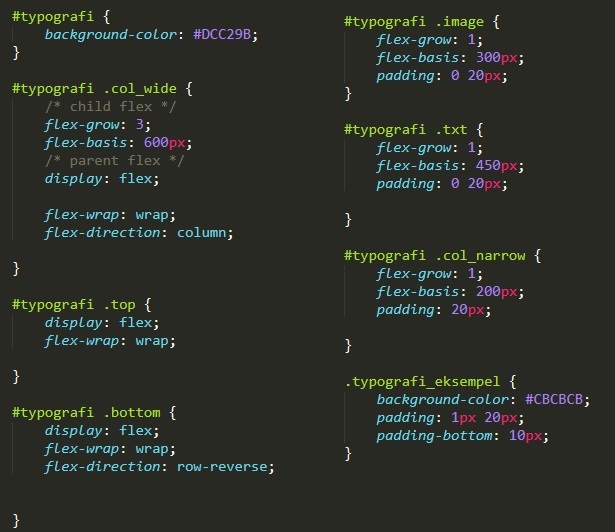 #typografi {
    background-color: #DCC29B;
}

#typografi .col_wide {
    /* child flex */
    flex-grow: 3;
    flex-basis: 600px;
    /* parent flex */
    display: flex;

    flex-wrap: wrap;
    flex-direction: column;

}

#typografi .top {
    display: flex;
    flex-wrap: wrap;

}

#typografi .bottom {
    display: flex;
    flex-wrap: wrap;
    flex-direction: row-reverse;


}

#typografi .image {
    flex-grow: 1;
    flex-basis: 300px;
    padding: 0 20px;
}

#typografi .txt {
    flex-grow: 1;
    flex-basis: 450px;
    padding: 0 20px;

}

#typografi .col_narrow {
    flex-grow: 1;
    flex-basis: 200px;
    padding: 20px;

}

.typografi_eksempel {
    background-color: #CBCBCB;
    padding: 1px 20px;
    padding-bottom: 10px;
}